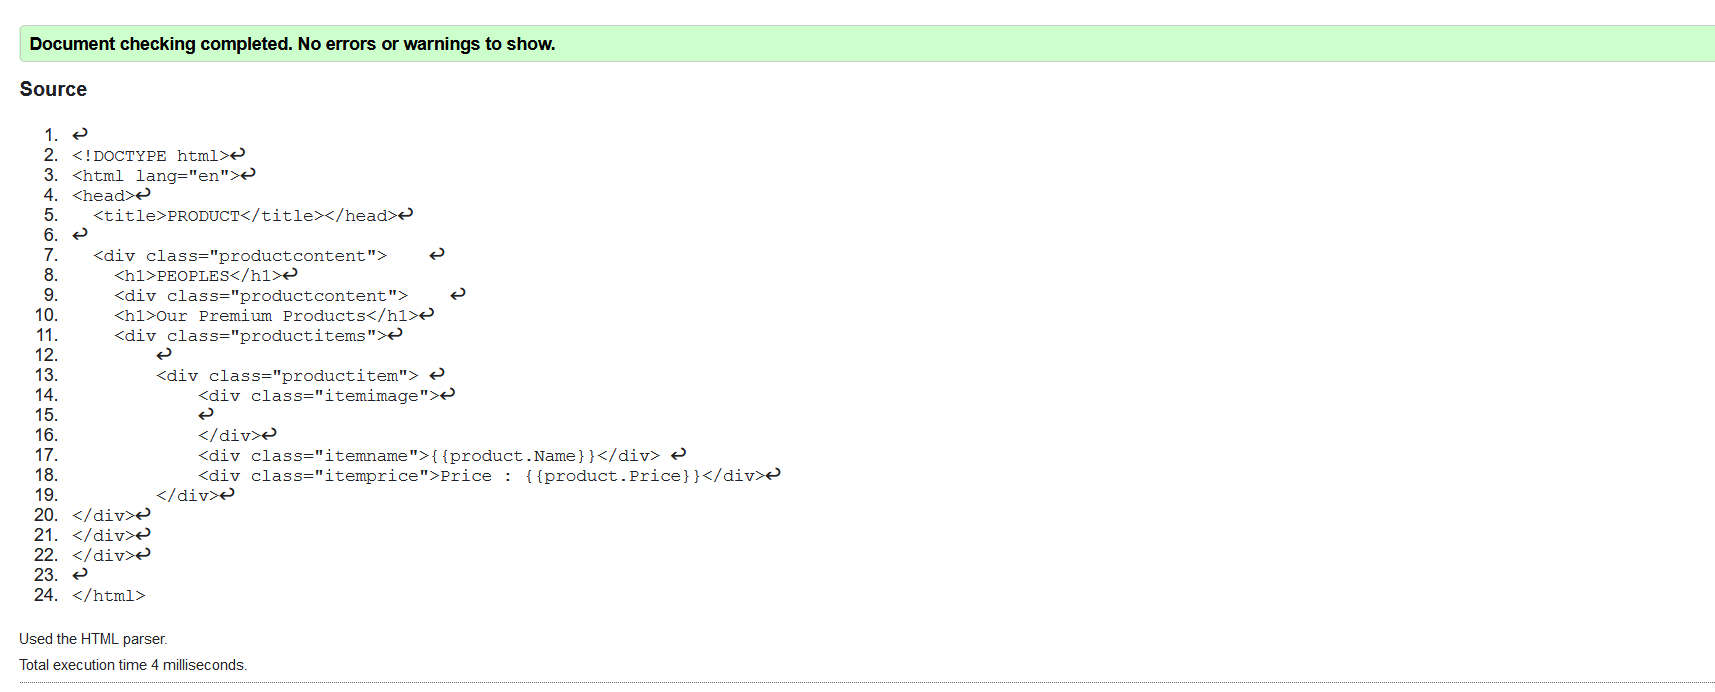 Document checking completed. No errors or warnings to show.
Source
1. ↩
2. <!DOCTYPE html>↩
3. <html lang="en">↩
4. <head>↩
5.   <title>PRODUCT</title></head>↩
6. ↩
7.   <div class="productcontent">    ↩
8.     <h1>PEOPLES</h1>↩
9.     <div class="productcontent">    ↩
10.     <h1>Our Premium Products</h1>↩
11.     <div class="productitems">↩
12.         ↩
13.         <div class="productitem"> ↩
14.             <div class="itemimage">↩
15.             ↩
16.             </div>↩
17.             <div class="itemname">{{product.Name}}</div> ↩
18.             <div class="itemprice">Price : {{product.Price}}</div>↩
19.         </div>↩
20. </div>↩
21. </div>↩
22. </div>↩
23. ↩
24. </html>
Used the HTML parser.
Total execution time 4 milliseconds.